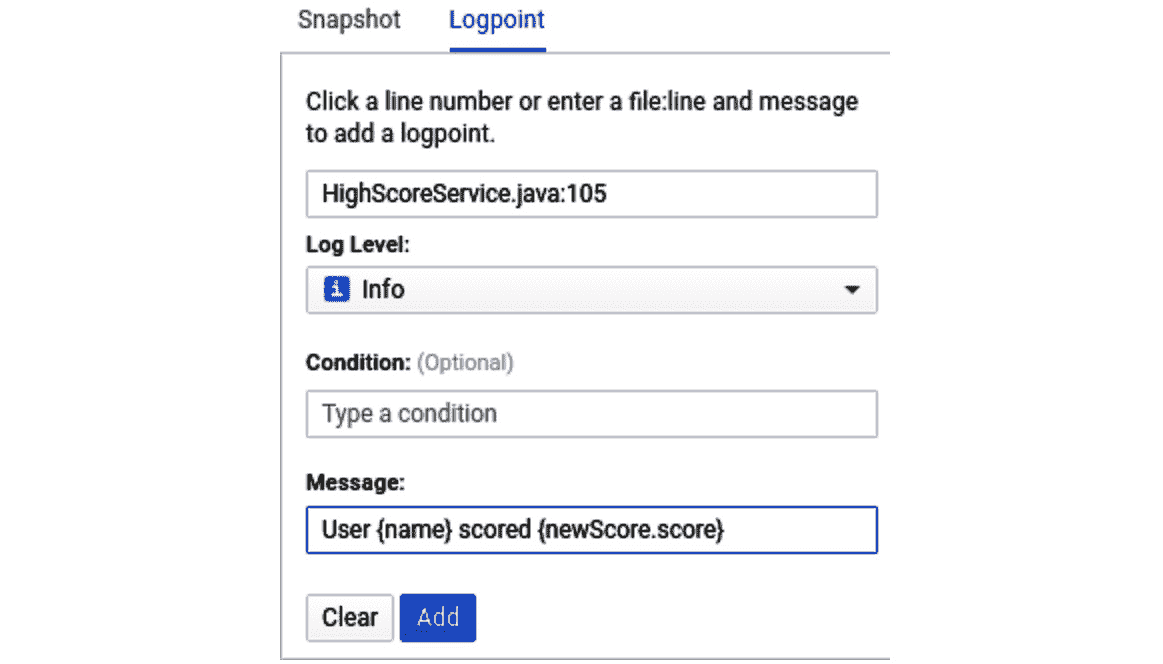 Snapshot Logpoint
Click a line number or enter a file:line and message
to add a logpoint.
HighScoreService.java:105
Log Level:
i Info
Condition: (Optional)
Type a condition
Message:
User {name} scored {newScore.score}
Clear Add